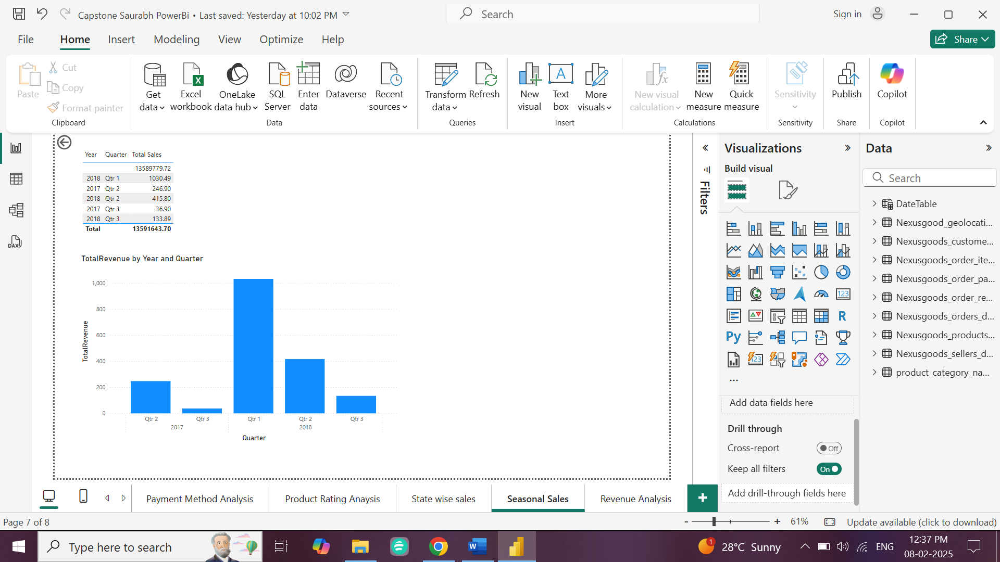 Capstone Saurabh PowerBi • Last saved: Yesterday at 10:02 PM
Search
Sign in
File
Home
Insert
Modeling
View
Optimize
Help
Share
Paste
Cut
Copy
Format painter
Clipboard
Get data
Excel workbook
OneLake data hub
SQL Server
Enter data
Dataverse
Recent sources
Data
Transform data
Refresh
Queries
New visual
Text box
More visuals
Insert
New visual calculation
New measure
Quick measure
Calculations
Sensitivity
Sensitivity
Publish
Share
Copilot
Copilot
Year Quarter Total Sales
13589779.72
2018 Qtr 1 1030.49
2017 Qtr 2 246.90
2018 Qtr 2 415.80
2017 Qtr 3 36.90
2018 Qtr 3 133.89
Total 13591643.70
TotalRevenue by Year and Quarter
TotalRevenue
1,000
800
600
400
200
0
Qtr 2 Qtr 3 Qtr 1 Qtr 2 Qtr 3
2017 2018
Quarter
Filters
Visualizations
Build visual
123
R
Py
123
...
Add data fields here
Drill through
Cross-report Off
Keep all filters On
Add drill-through fields here
Data
Search
DateTable
Nexusgood_geolocati...
Nexusgoods_custome...
Nexusgoods_order_ite...
Nexusgoods_order_pa...
Nexusgoods_order_re...
Nexusgoods_orders_d...
Nexusgoods_products...
Nexusgoods_sellers_d...
product_category_na...
Payment Method Analysis
Product Rating Anaysis
State wise sales
Seasonal Sales
Revenue Analysis
+
Page 7 of 8
- + 61%
Update available (click to download)
Type here to search
1
28°C Sunny
ENG
12:37 PM
08-02-2025